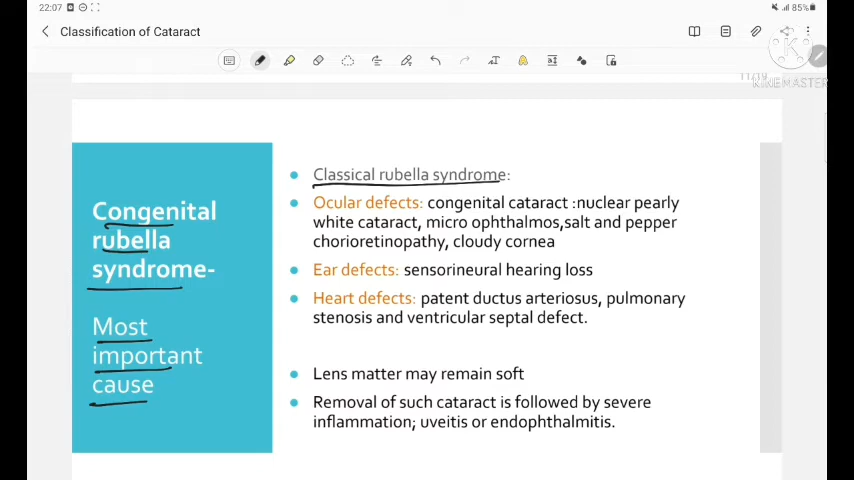 22:07
85%
Classification of Cataract
KINEMASTER
Congenital
rubella
syndrome-
Most
important
cause
Classical rubella syndrome:
Ocular defects: congenital cataract :nuclear pearly
white cataract, micro ophthalmos,salt and pepper
chorioretinopathy, cloudy cornea
Ear defects: sensorineural hearing loss
Heart defects: patent ductus arteriosus, pulmonary
stenosis and ventricular septal defect.
Lens matter may remain soft
Removal of such cataract is followed by severe
inflammation; uveitis or endophthalmitis.